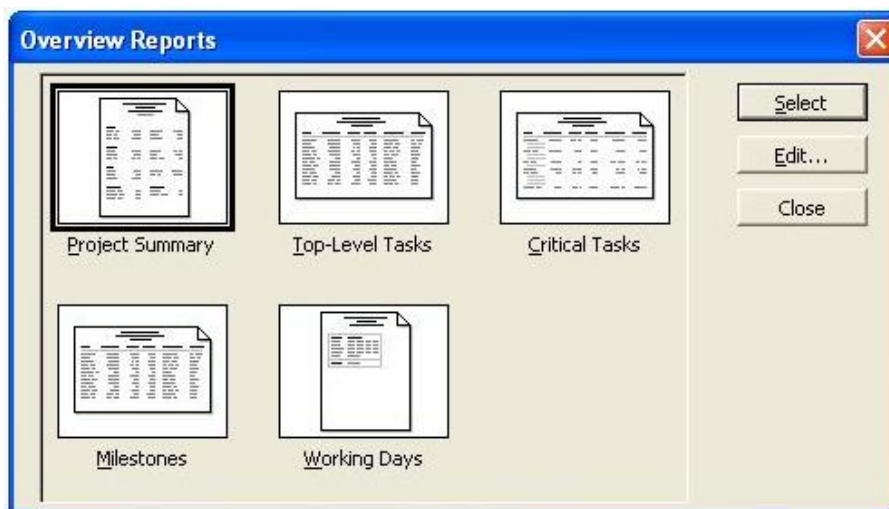 Overview Reports
Project Summary
Top-Level Tasks
Critical Tasks
Milestones
Working Days
Select
Edit...
Close